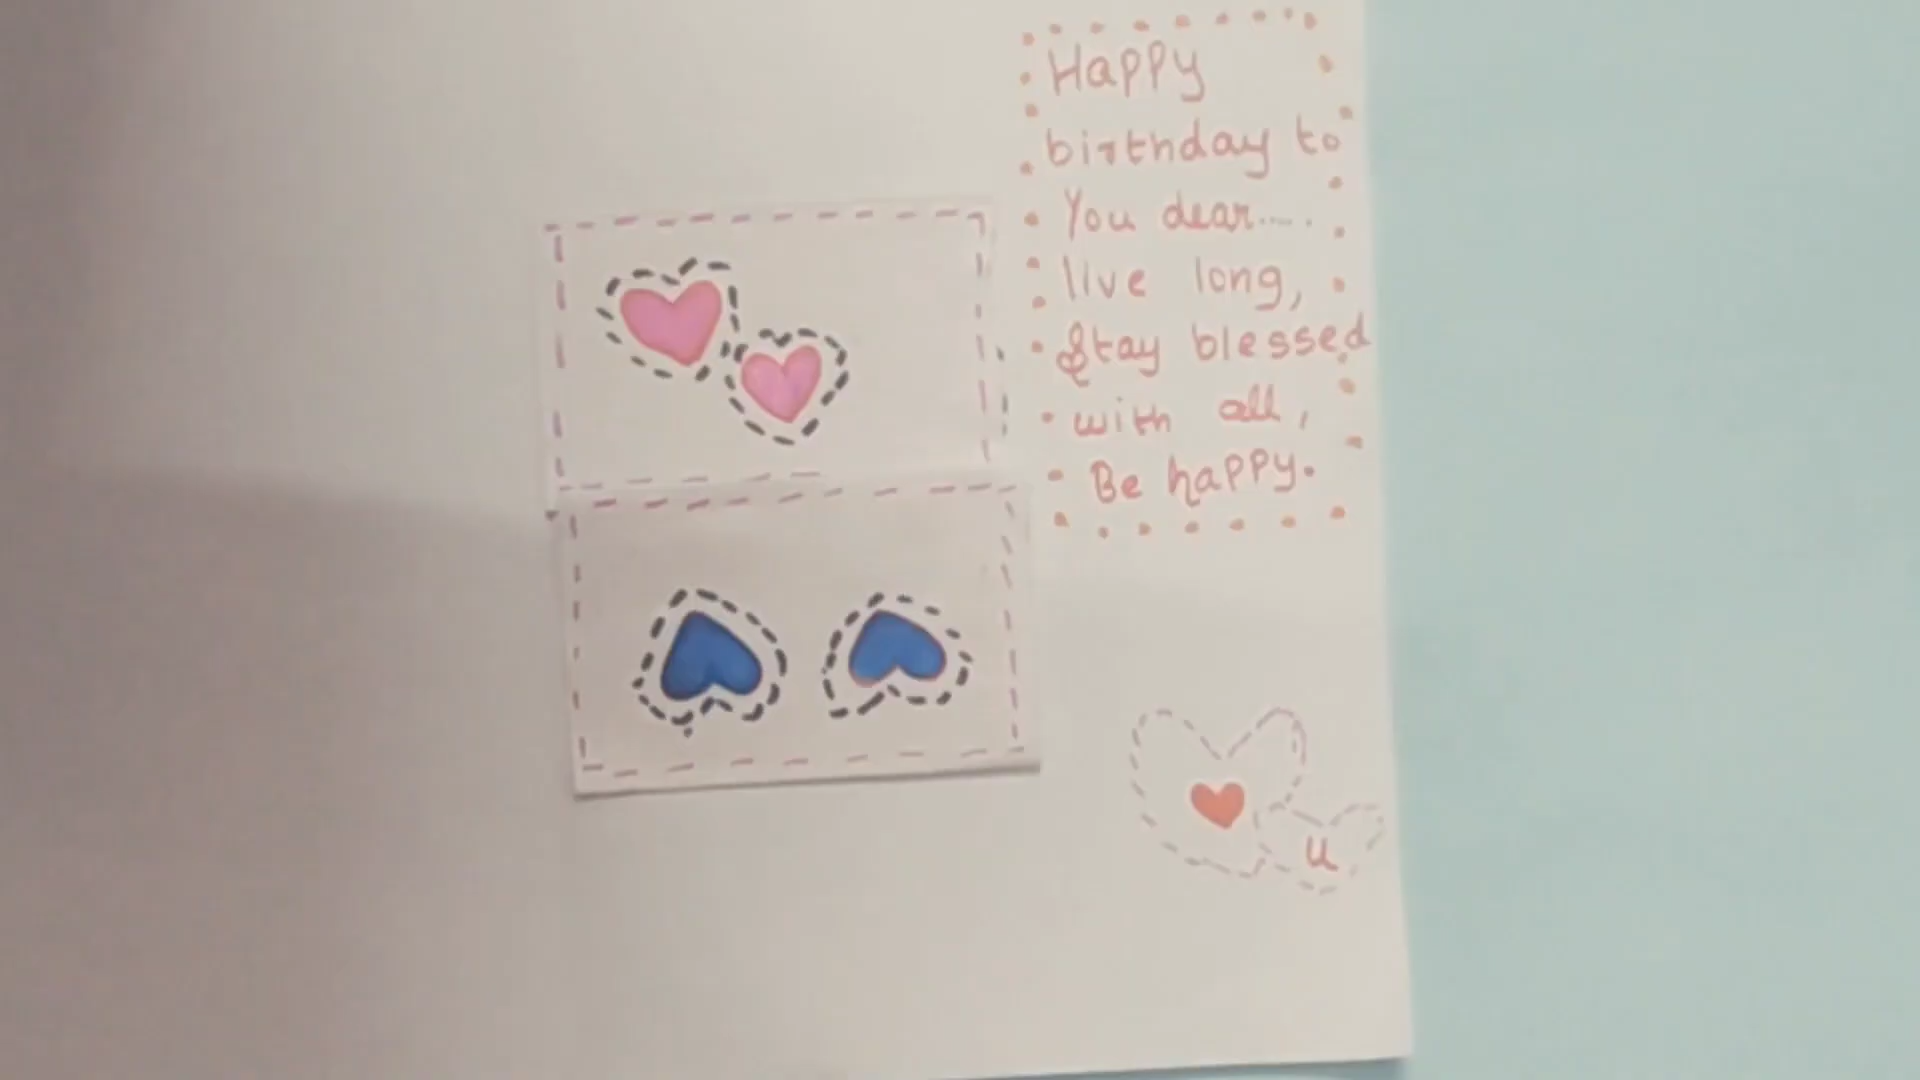 Happy
birthday to
You dear.....
live long,
Stay blessed
with all,
Be happy.
u